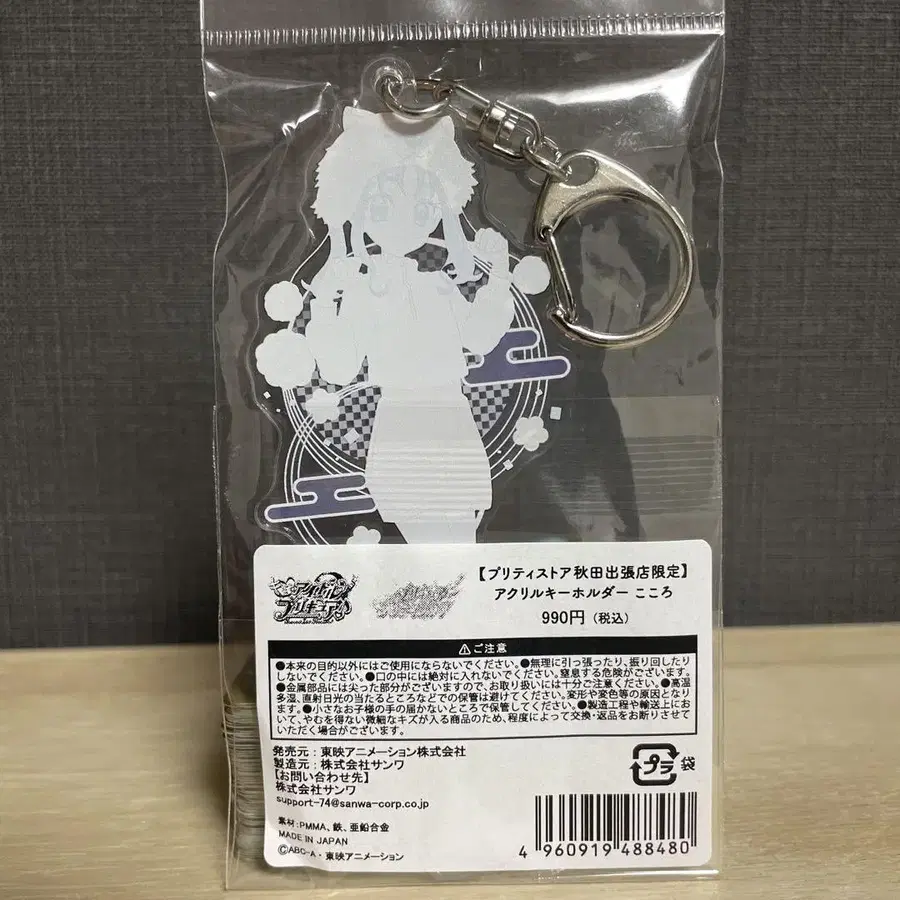 アイドル
プリキュア
【プリティストア秋田出張店限定】
アクリルキーホルダー こころ
990円（税込）
⚠ご注意
●本来の目的以外にはご使用にならないでください。●無理に引っ張ったり、振り回したり
しないでください。●口の中には絶対に入れないでください。窒息する危険がございます。
●金属部品には尖った部分がございますので、お取り扱いには十分ご注意ください。●高温
多湿、直射日光の当たるところなどでの保管は避けてください。変形や変色等の原因となり
ます。●小さなお子様の手の届かないところで保管してください。●製造工程や輸送上にお
いて、やむを得ない微細なキズが入る商品のため、程度によって交換・返品をお断りさせて
いただく場合がございます。
発売元：東映アニメーション株式会社
製造元：株式会社サンワ
【お問い合わせ先】
株式会社サンワ
support-74@sanwa-corp.co.jp
プラ 袋
素材:PMMA、鉄、亜鉛合金
MADE IN JAPAN
ⒸABC-A・東映アニメーション
4 960919 488480